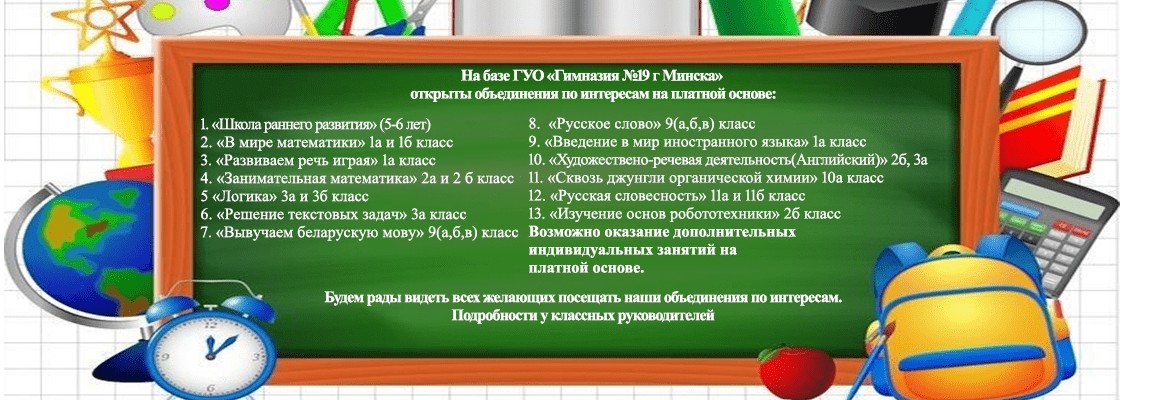 На базе ГУО «Гимназия №19 г Минска»
открыты объединения по интересам на платной основе:
1. «Школа раннего развития» (5-6 лет)
2. «В мире математики» 1а и 1б класс
3. «Развиваем речь играя» 1а класс
4. «Занимательная математика» 2а и 2 б класс
5 «Логика» 3а и 3б класс
6. «Решение текстовых задач» 3а класс
7. «Вывучаем беларускую мову» 9(а,б,в) класс
8. «Русское слово» 9(а,б,в) класс
9. «Введение в мир иностранного языка» 1а класс
10. «Художествено-речевая деятельность(Английский)» 2б, 3а
11. «Сквозь джунгли органической химии» 10а класс
12. «Русская словесность» 11а и 11б класс
13. «Изучение основ робототехники» 2б класс
Возможно оказание дополнительных
индивидуальных занятий на
платной основе.
Будем рады видеть всех желающих посещать наши объединения по интересам.
Подробности у классных руководителей
12